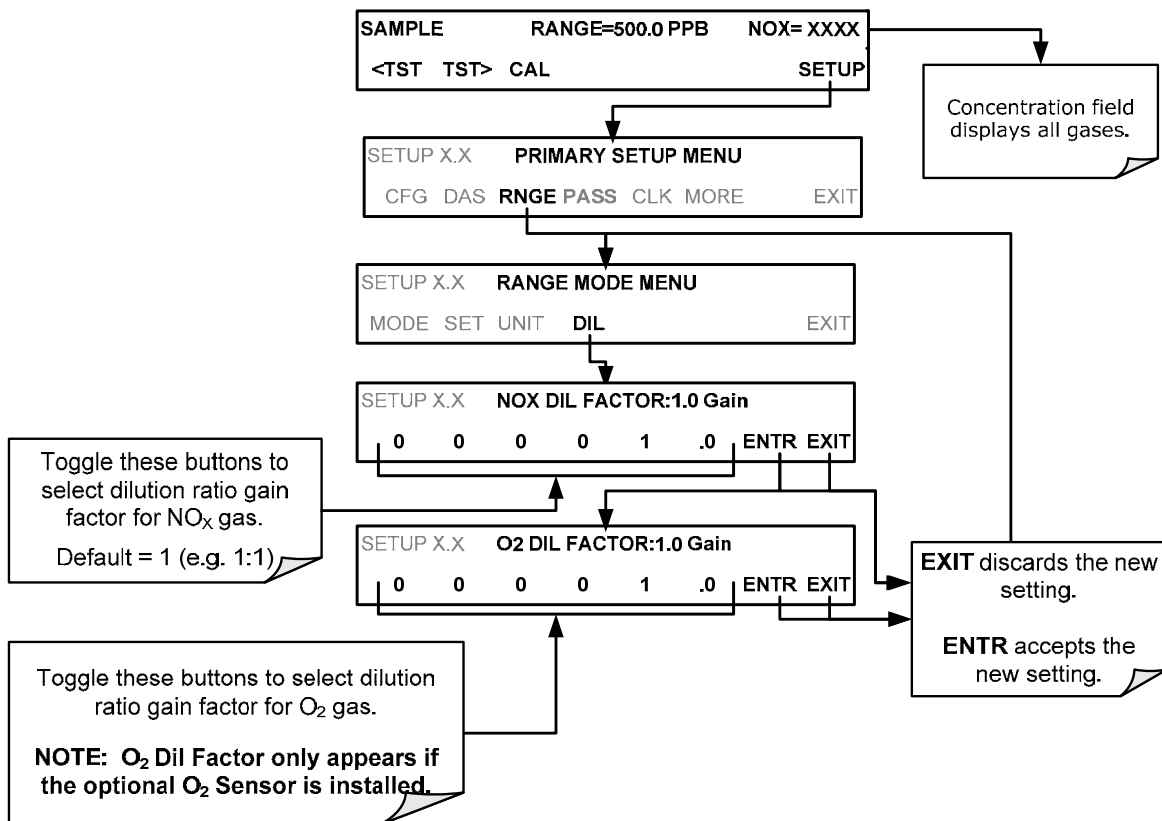 SAMPLE RANGE=500.0 PPB NOX= XXXX
<TST TST> CAL SETUP
Concentration field
displays all gases.
SETUP X.X PRIMARY SETUP MENU
CFG DAS RNGE PASS CLK MORE EXIT
SETUP X.X RANGE MODE MENU
MODE SET UNIT DIL EXIT
SETUP X.X NOX DIL FACTOR:1.0 Gain
0 0 0 0 1 .0 ENTR EXIT
Toggle these buttons to
select dilution ratio gain
factor for NOX gas.
Default = 1 (e.g. 1:1)
SETUP X.X O2 DIL FACTOR:1.0 Gain
0 0 0 0 1 .0 ENTR EXIT
EXIT discards the new
setting.
ENTR accepts the
new setting.
Toggle these buttons to select dilution
ratio gain factor for O2 gas.
NOTE: O2 Dil Factor only appears if
the optional O2 Sensor is installed.